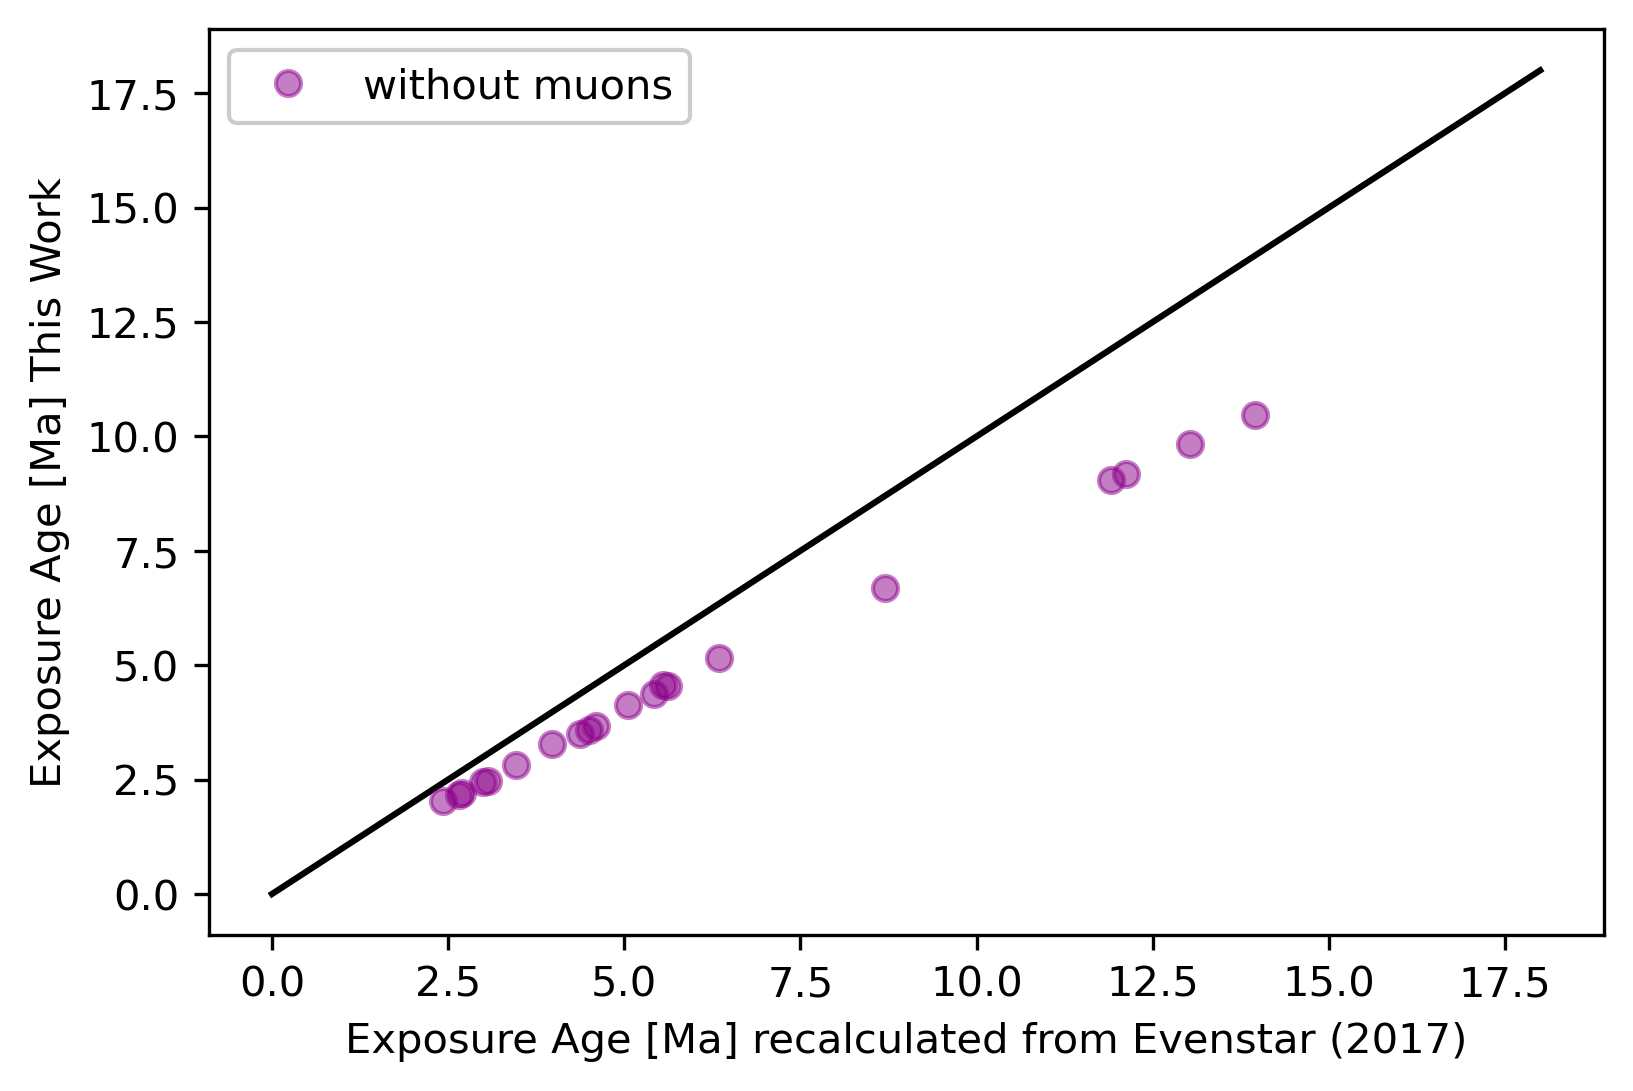 without muons
17.5
15.0
12.5
10.0
7.5
5.0
2.5
0.0
Exposure Age [Ma] This Work
0.0 2.5 5.0 7.5 10.0 12.5 15.0 17.5
Exposure Age [Ma] recalculated from Evenstar (2017)